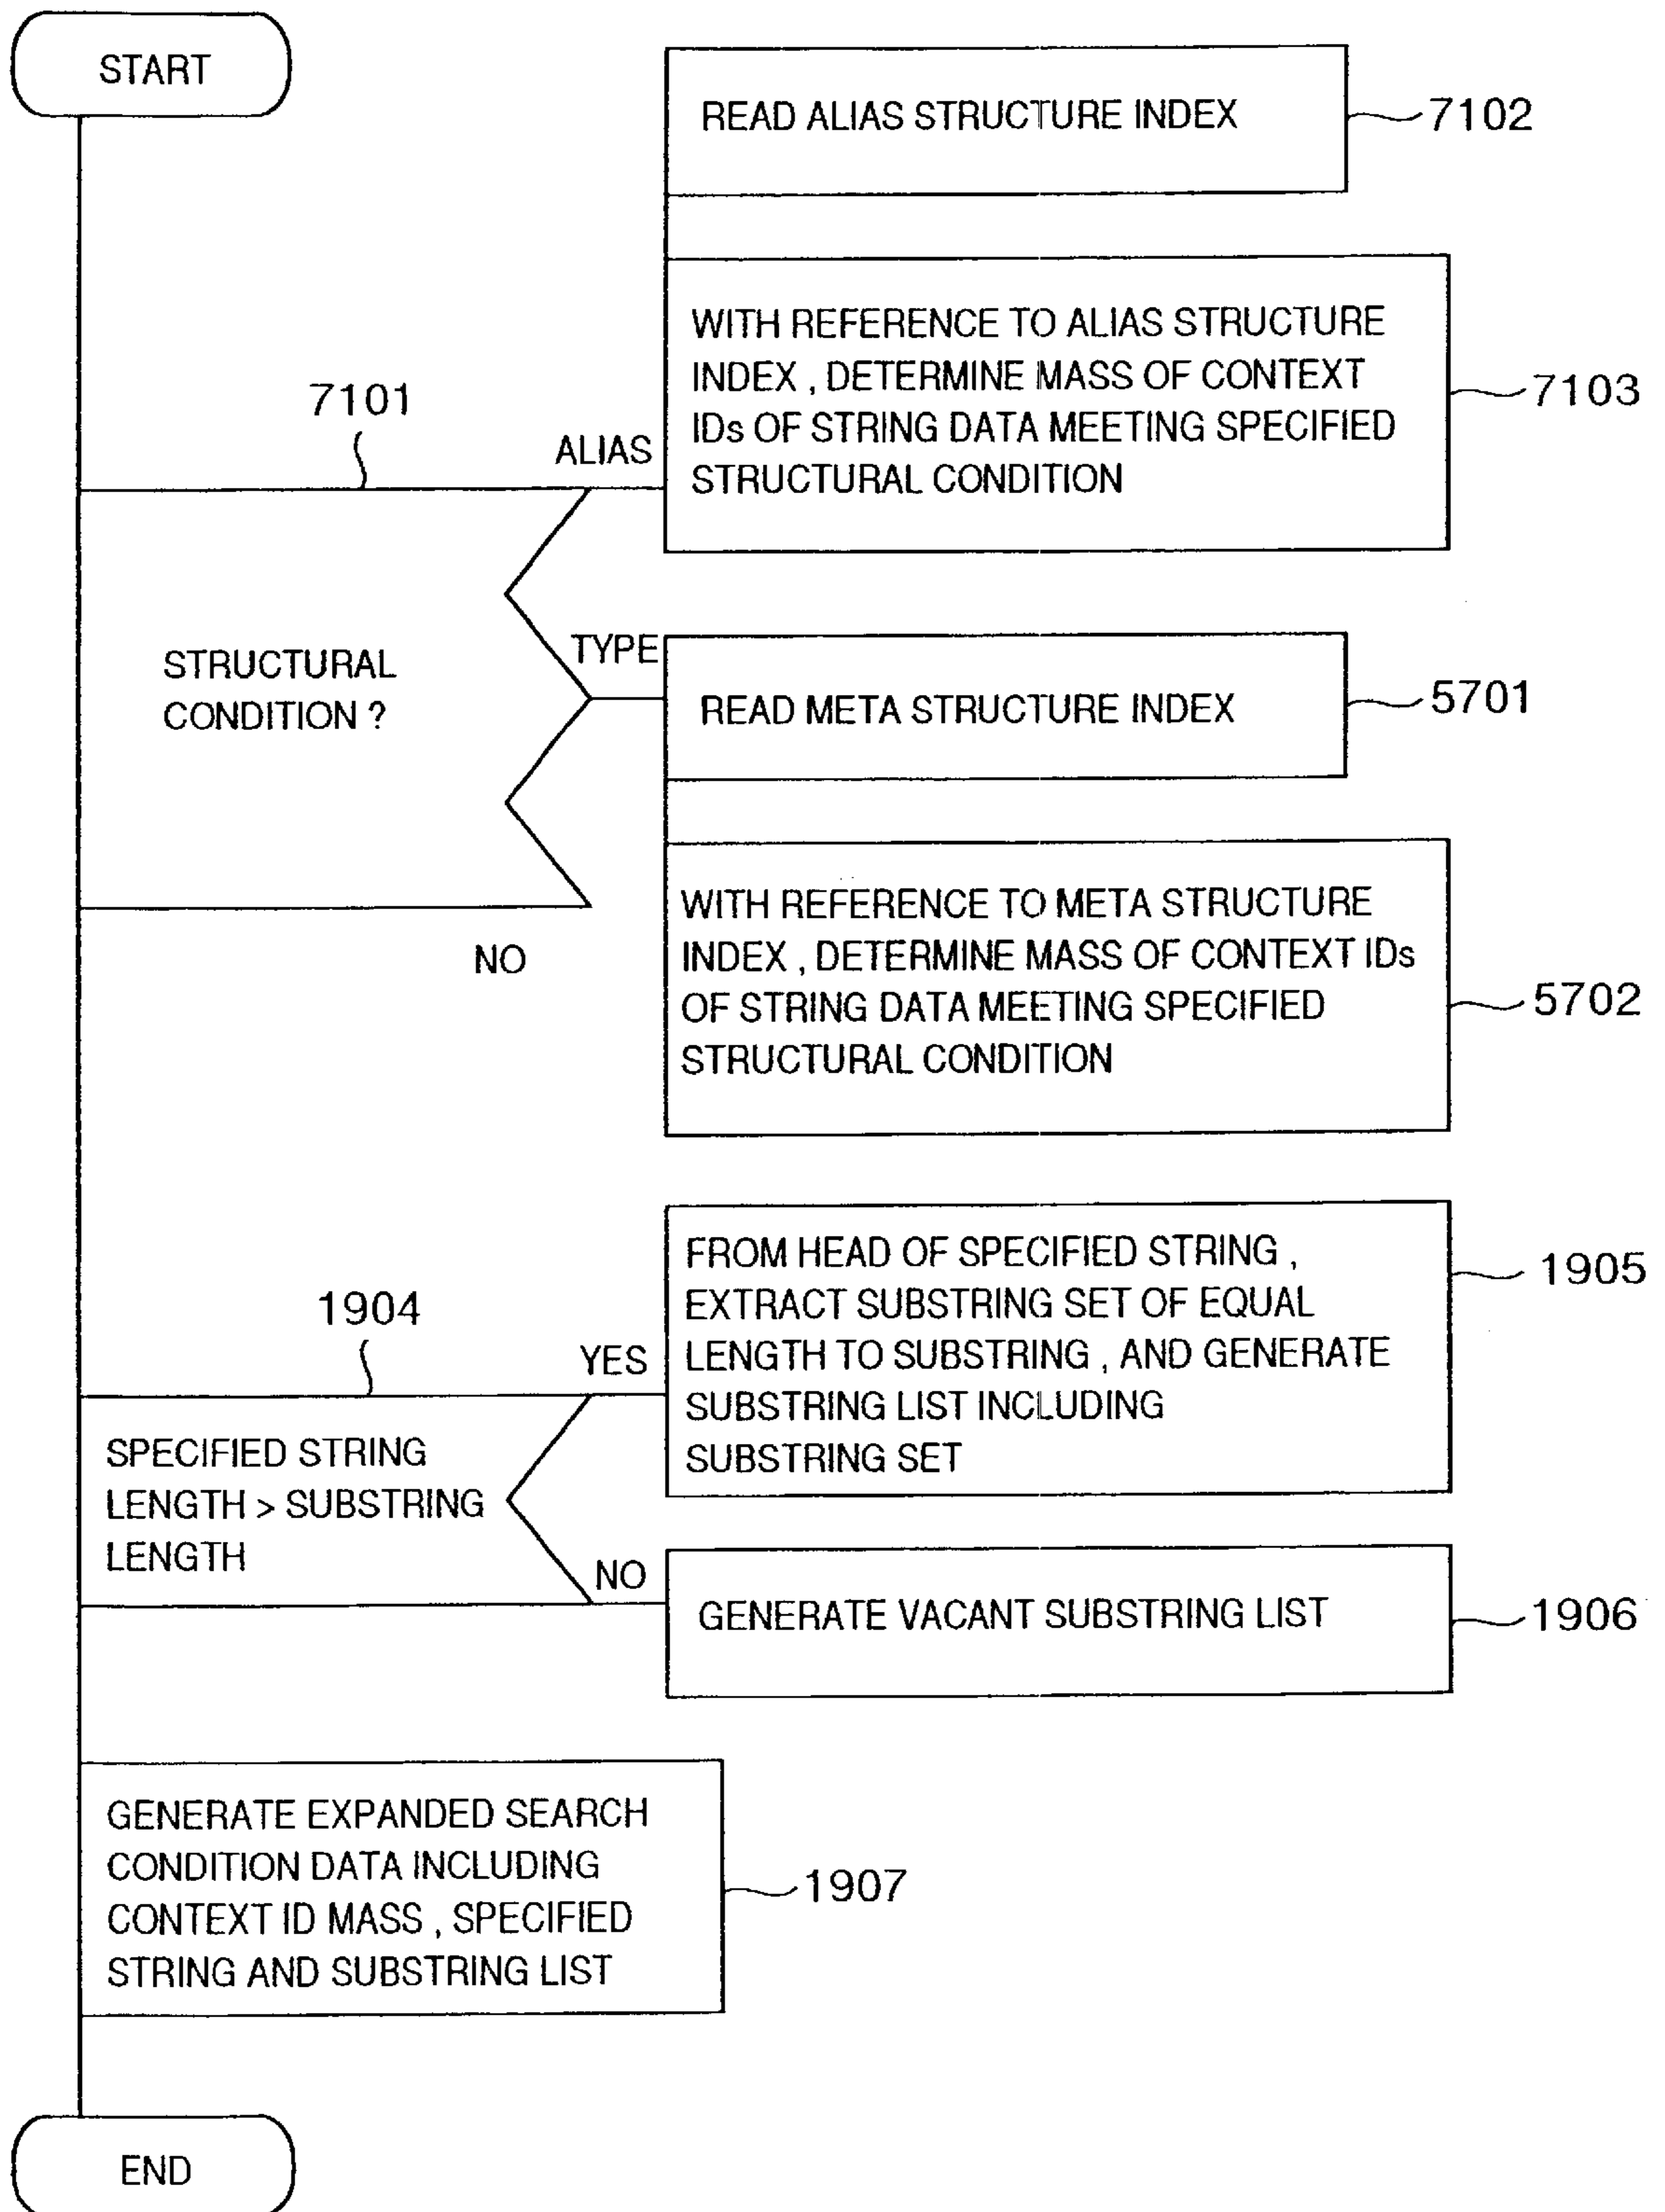 START
READ ALIAS STRUCTURE INDEX
7102
WITH REFERENCE TO ALIAS STRUCTURE
INDEX , DETERMINE MASS OF CONTEXT
IDs OF STRING DATA MEETING SPECIFIED
STRUCTURAL CONDITION
7103
7101
ALIAS
STRUCTURAL
CONDITION ?
TYPE
READ META STRUCTURE INDEX
5701
NO
WITH REFERENCE TO META STRUCTURE
INDEX , DETERMINE MASS OF CONTEXT IDs
OF STRING DATA MEETING SPECIFIED
STRUCTURAL CONDITION
5702
1904
SPECIFIED STRING
LENGTH > SUBSTRING
LENGTH
YES
FROM HEAD OF SPECIFIED STRING ,
EXTRACT SUBSTRING SET OF EQUAL
LENGTH TO SUBSTRING , AND GENERATE
SUBSTRING LIST INCLUDING
SUBSTRING SET
1905
NO
GENERATE VACANT SUBSTRING LIST
1906
GENERATE EXPANDED SEARCH
CONDITION DATA INCLUDING
CONTEXT ID MASS , SPECIFIED
STRING AND SUBSTRING LIST
1907
END